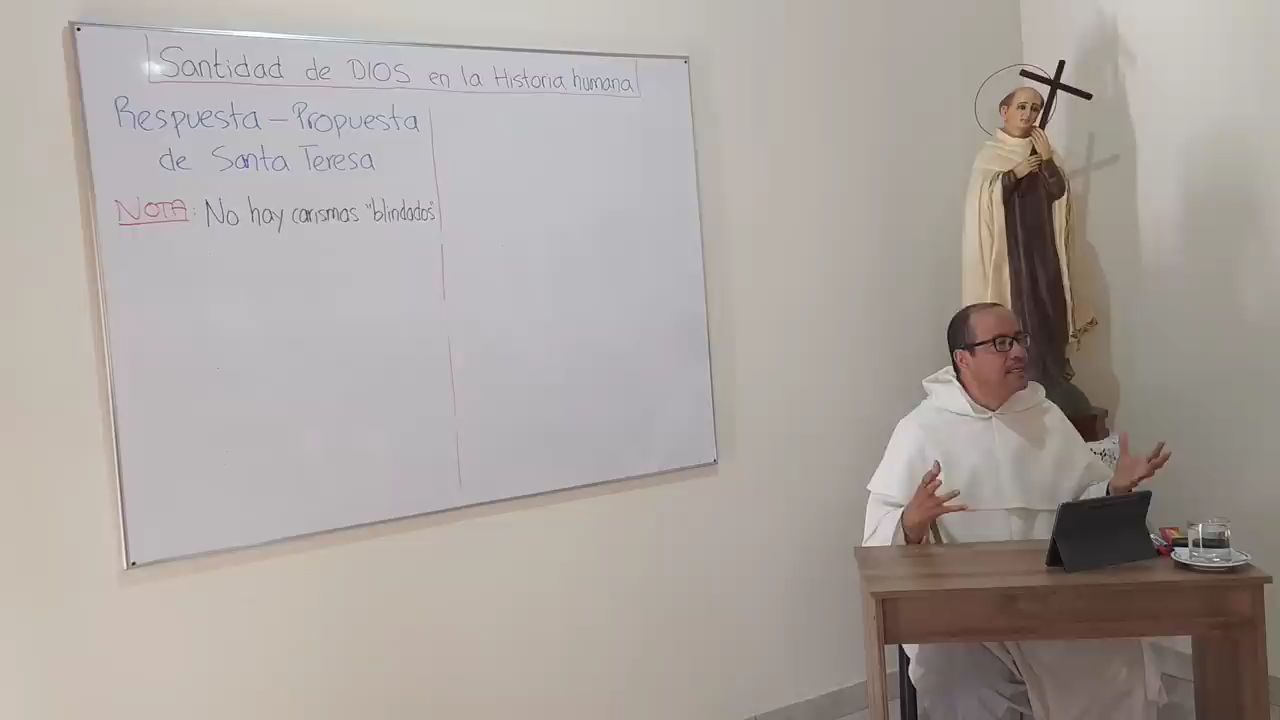 Santidad de DIOS en la Historia humana
Respuesta - Propuesta
de Santa Teresa
NOTA: No hay carismas "blindados"